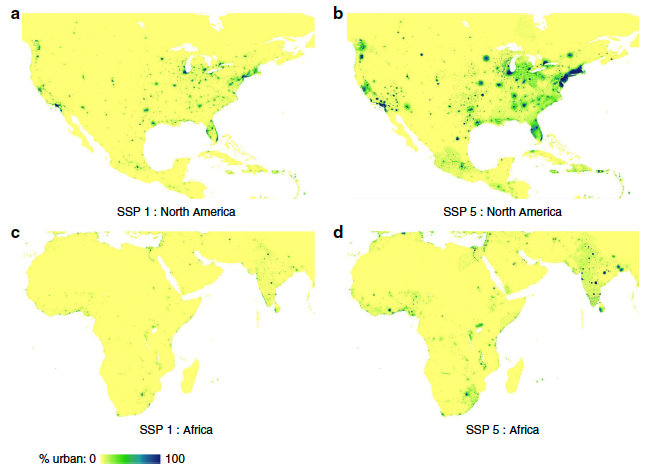 a
b
SSP 1 : North America
SSP 5 : North America
c
d
SSP 1 : Africa
SSP 5 : Africa
% urban: 0 100